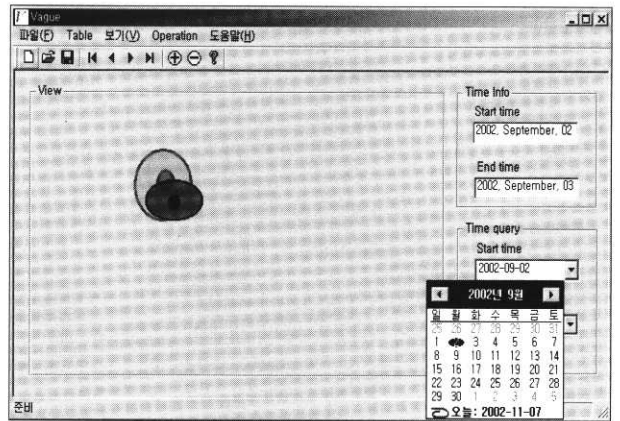 Vague
파일(F) Table 보기(V) Operation 도움말(H)
View
Time Info
Start time
2002, September, 02
End time
2002, September, 03
Time query
Start time
2002-09-02
2002년 9월
일 월 화 수 목 금 토
25 26 27 28 29 30 31
1 3 4 5 6 7
8 9 10 11 12 13 14
15 16 17 18 19 20 21
22 23 24 25 26 27 28
29 30 1 2 3 4 5
오늘: 2002-11-07
준비